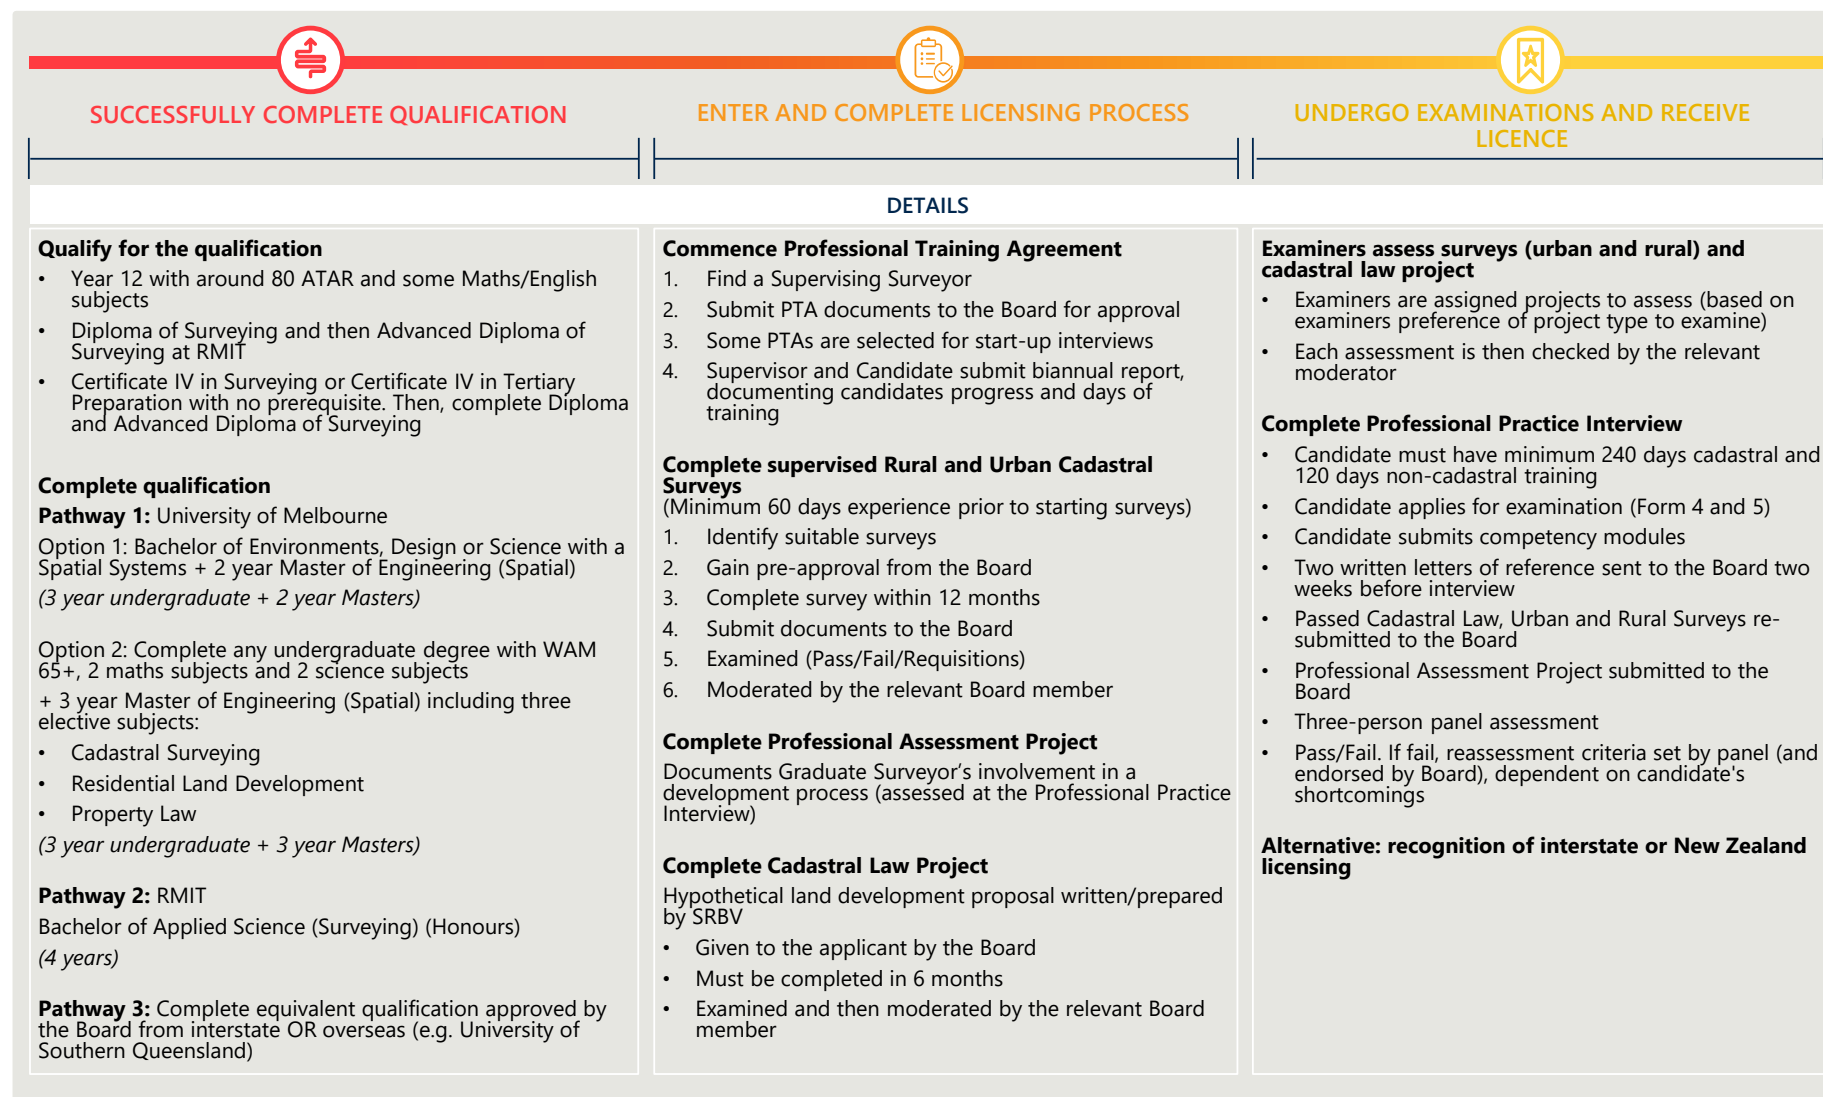 SUCCESSFULLY COMPLETE QUALIFICATION
ENTER AND COMPLETE LICENSING PROCESS
UNDERGO EXAMINATIONS AND RECEIVE
LICENCE
DETAILS
Qualify for the qualification
• Year 12 with around 80 ATAR and some Maths/English
subjects
• Diploma of Surveying and then Advanced Diploma of
Surveying at RMIT
• Certificate IV in Surveying or Certificate IV in Tertiary
Preparation with no prerequisite. Then, complete Diploma
and Advanced Diploma of Surveying
Complete qualification
Pathway 1: University of Melbourne
Option 1: Bachelor of Environments, Design or Science with a
Spatial Systems + 2 year Master of Engineering (Spatial)
(3 year undergraduate + 2 year Masters)
Option 2: Complete any undergraduate degree with WAM
65+, 2 maths subjects and 2 science subjects
+ 3 year Master of Engineering (Spatial) including three
elective subjects:
• Cadastral Surveying
• Residential Land Development
• Property Law
(3 year undergraduate + 3 year Masters)
Pathway 2: RMIT
Bachelor of Applied Science (Surveying) (Honours)
(4 years)
Pathway 3: Complete equivalent qualification approved by
the Board from interstate OR overseas (e.g. University of
Southern Queensland)
Commence Professional Training Agreement
1. Find a Supervising Surveyor
2. Submit PTA documents to the Board for approval
3. Some PTAs are selected for start-up interviews
4. Supervisor and Candidate submit biannual report,
documenting candidates progress and days of
training
Complete supervised Rural and Urban Cadastral
Surveys
(Minimum 60 days experience prior to starting surveys)
1. Identify suitable surveys
2. Gain pre-approval from the Board
3. Complete survey within 12 months
4. Submit documents to the Board
5. Examined (Pass/Fail/Requisitions)
6. Moderated by the relevant Board member
Complete Professional Assessment Project
Documents Graduate Surveyor's involvement in a
development process (assessed at the Professional Practice
Interview)
Complete Cadastral Law Project
Hypothetical land development proposal written/prepared
by SRBV
• Given to the applicant by the Board
• Must be completed in 6 months
• Examined and then moderated by the relevant Board
member
Examiners assess surveys (urban and rural) and
cadastral law project
• Examiners are assigned projects to assess (based on
examiners preference of project type to examine)
• Each assessment is then checked by the relevant
moderator
Complete Professional Practice Interview
• Candidate must have minimum 240 days cadastral and
120 days non-cadastral training
• Candidate applies for examination (Form 4 and 5)
• Candidate submits competency modules
• Two written letters of reference sent to the Board two
weeks before interview
• Passed Cadastral Law, Urban and Rural Surveys re-
submitted to the Board
• Professional Assessment Project submitted to the
Board
• Three-person panel assessment
• Pass/Fail. If fail, reassessment criteria set by panel (and
endorsed by Board), dependent on candidate's
shortcomings
Alternative: recognition of interstate or New Zealand
licensing